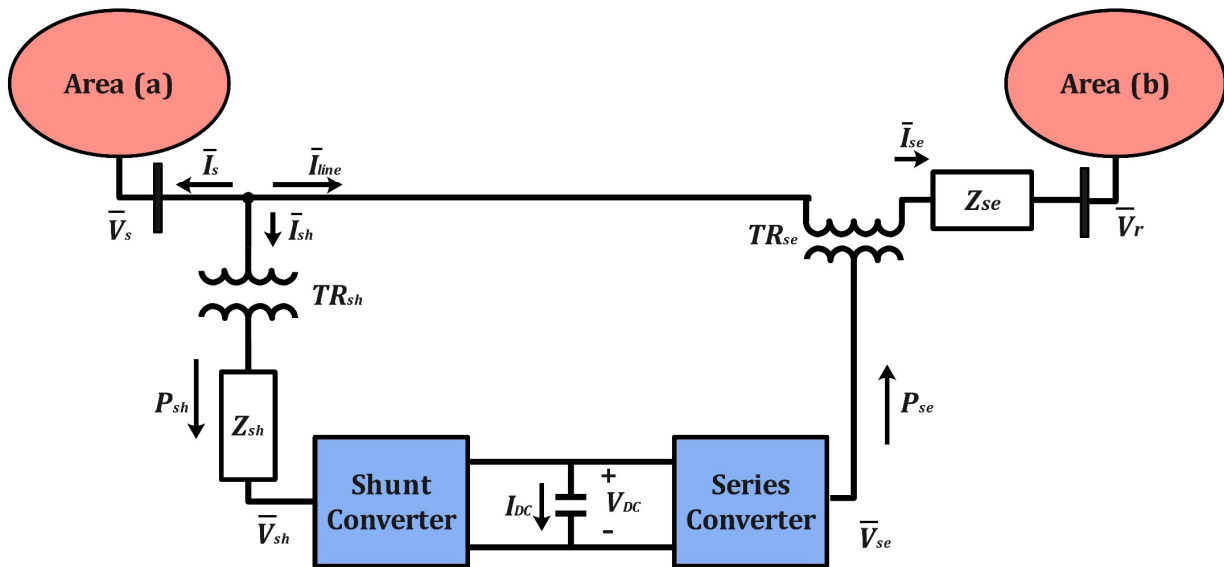 Area (a)
Area (b)
I̅s
I̅line
I̅se
V̅s
I̅sh
Zse
V̅r
TRse
TRsh
Psh
Zsh
Pse
Shunt
Converter
IDC
+
VDC
-
Series
Converter
V̅sh
V̅se